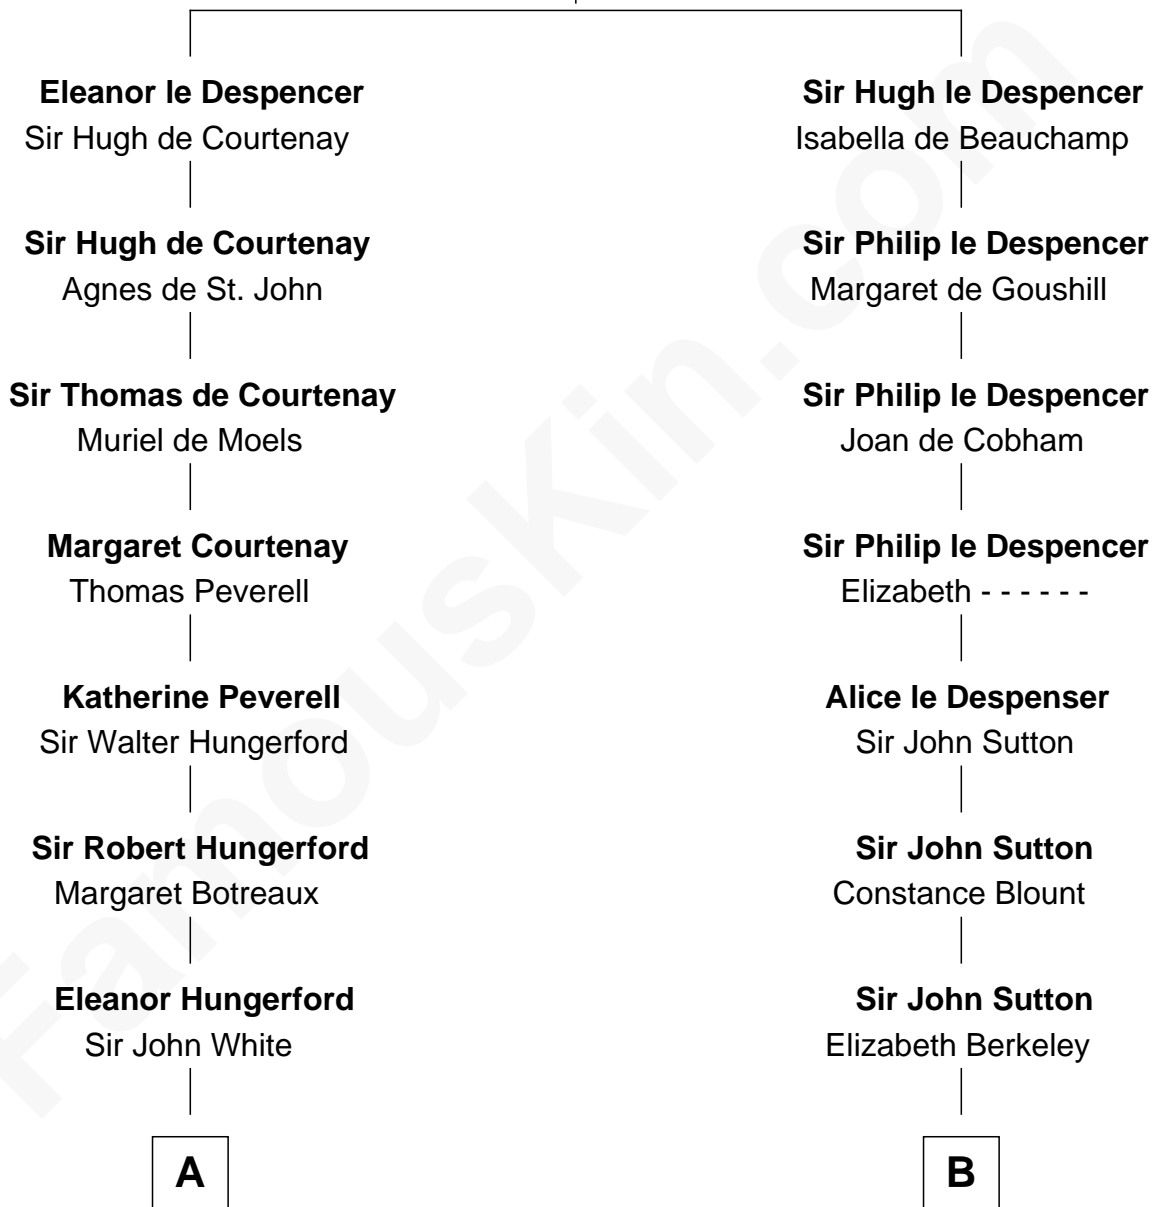 Eleanor le Despencer
Sir Hugh de Courtenay
Sir Hugh de Courtenay
Agnes de St. John
Sir Thomas de Courtenay
Muriel de Moels
Margaret Courtenay
Thomas Peverell
Katherine Peverell
Sir Walter Hungerford
Sir Robert Hungerford
Margaret Botreaux
Eleanor Hungerford
Sir John White
A
Sir Hugh le Despencer
Isabella de Beauchamp
Sir Philip le Despencer
Margaret de Goushill
Sir Philip le Despencer
Joan de Cobham
Sir Philip le Despencer
Elizabeth - - - - - -
Alice le Despenser
Sir John Sutton
Sir John Sutton
Constance Blount
Sir John Sutton
Elizabeth Berkeley
B
FamousKin.com